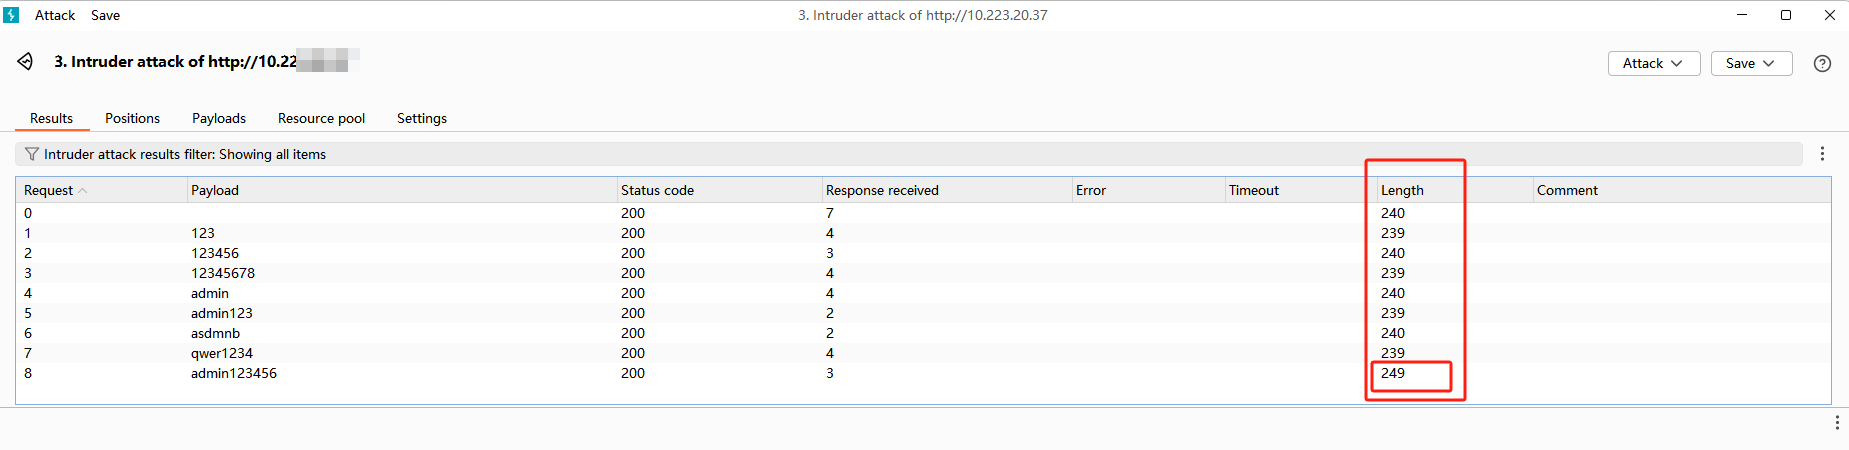 Attack Save 3. Intruder attack of http://10.223.20.37
3. Intruder attack of http://10.22
Attack Save
Results Positions Payloads Resource pool Settings
Intruder attack results filter: Showing all items
Request Payload Status code Response received Error Timeout Length Comment
0 200 7 240
1 123 200 4 239
2 123456 200 3 240
3 12345678 200 4 239
4 admin 200 4 240
5 admin123 200 2 239
6 asdmnb 200 2 240
7 qwer1234 200 4 239
8 admin123456 200 3 249